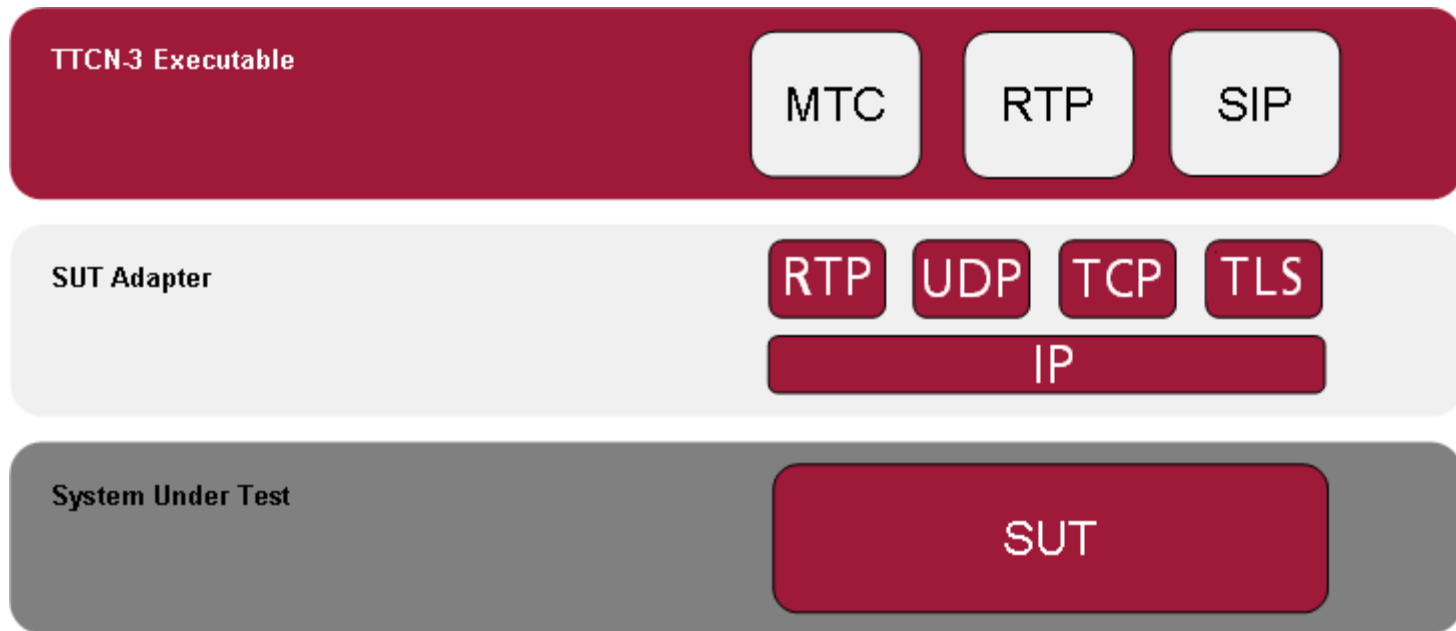 TTCN-3 Executable
MTC RTP SIP
SUT Adapter
RTP UDP TCP TLS
IP
System Under Test
SUT